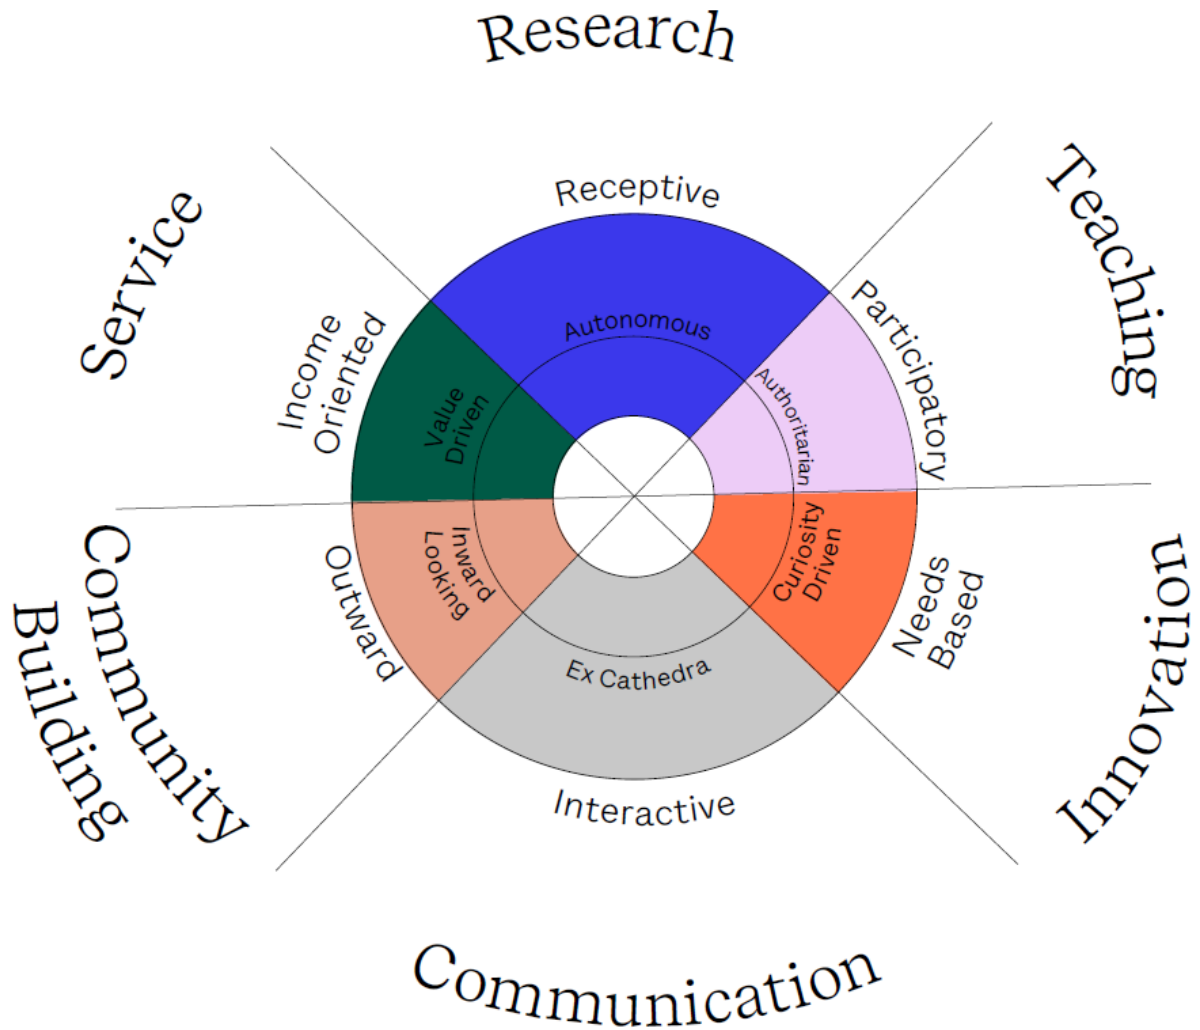 Research
Receptive
Autonomous
Teaching
Participatory
Authoritarian
Innovation
Needs
Based
Curiosity
Driven
Communication
Interactive
Ex Cathedra
Community
Building
Outward
Inward
Looking
Service
Income
Oriented
Value
Driven